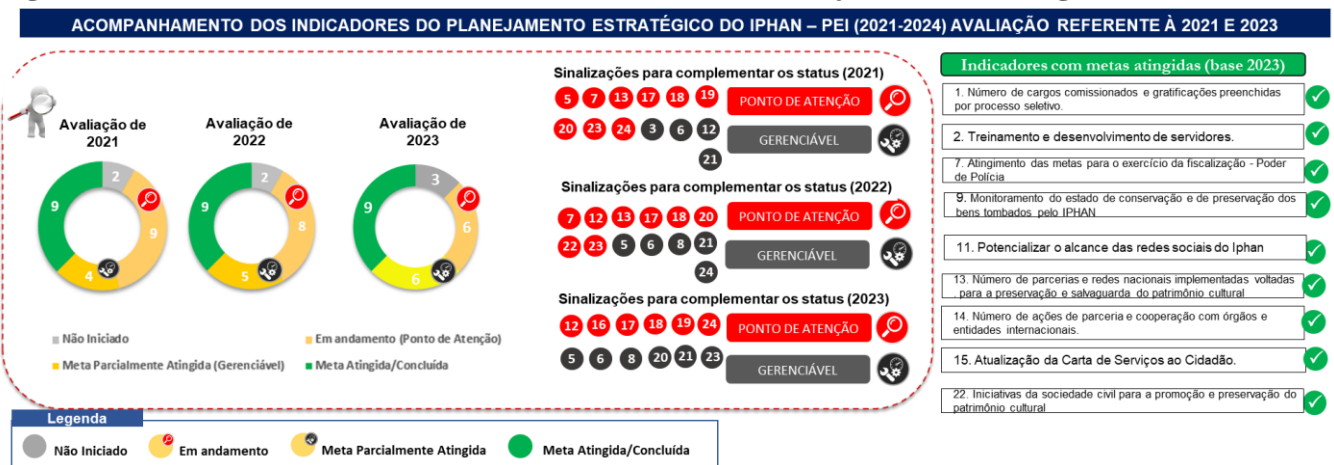 ACOMPANHAMENTO DOS INDICADORES DO PLANEJAMENTO ESTRATÉGICO DO IPHAN – PEI (2021-2024) AVALIAÇÃO REFERENTE À 2021 E 2023
Avaliação de
2021
2
9
4
9
Avaliação de
2022
2
8
5
9
Avaliação de
2023
3
6
6
9
Não Iniciado
Em andamento (Ponto de Atenção)
Meta Parcialmente Atingida (Gerenciável)
Meta Atingida/Concluída
Sinalizações para complementar os status (2021)
5 7 13 17 18 19
PONTO DE ATENÇÃO
20 23 24 3 6 12
GERENCIÁVEL
21
Sinalizações para complementar os status (2022)
7 12 13 17 18 20
PONTO DE ATENÇÃO
22 23 5 6 8 21
GERENCIÁVEL
24
Sinalizações para complementar os status (2023)
12 16 17 18 19 24
PONTO DE ATENÇÃO
5 6 8 20 21 23
GERENCIÁVEL
Indicadores com metas atingidas (base 2023)
1. Número de cargos comissionados e gratificações preenchidas
por processo seletivo.
2. Treinamento e desenvolvimento de servidores.
7. Atingimento das metas para o exercício da fiscalização - Poder
de Polícia
9. Monitoramento do estado de conservação e de preservação dos
bens tombados pelo IPHAN
11. Potencializar o alcance das redes sociais do Iphan
13. Número de parcerias e redes nacionais implementadas voltadas
para a preservação e salvaguarda do patrimônio cultural
14. Número de ações de parceria e cooperação com órgãos e
entidades internacionais.
15. Atualização da Carta de Serviços ao Cidadão.
22. Iniciativas da sociedade civil para a promoção e preservação do
patrimônio cultural
Legenda
Não Iniciado
Em andamento
Meta Parcialmente Atingida
Meta Atingida/Concluída